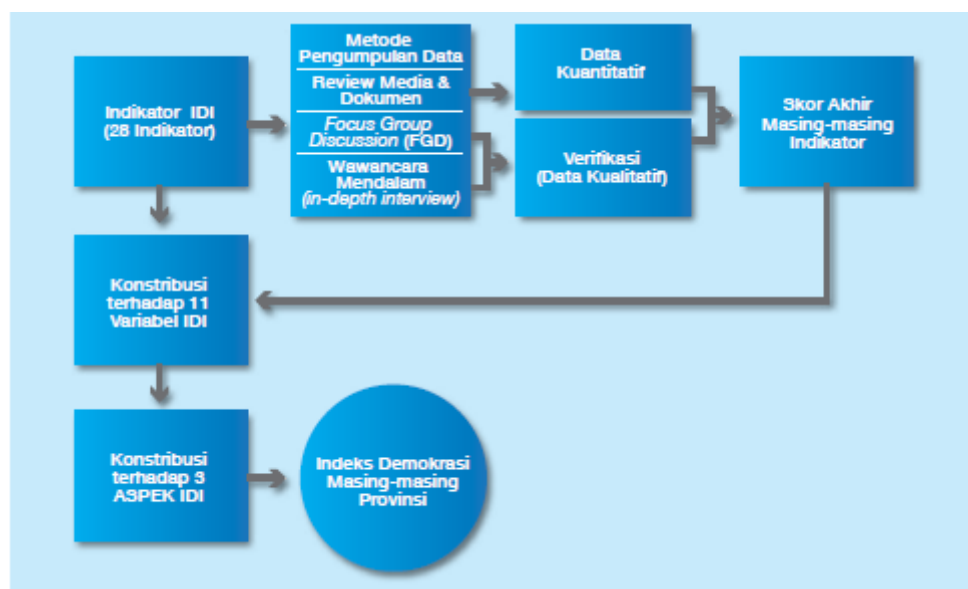 Indikator IDI
(28 Indikator)
Metode
Pengumpulan Data
Review Media &
Dokumen
Focus Group
Discussion (FGD)
Wawancara
Mendalam
(in-depth interview)
Data
Kuantitatif
Verifikasi
(Data Kualitatif)
Skor Akhir
Masing-masing
Indikator
Konstribusi
terhadap 11
Variabel IDI
Konstribusi
terhadap 3
ASPEK IDI
Indeks Demokrasi
Masing-masing
Provinsi